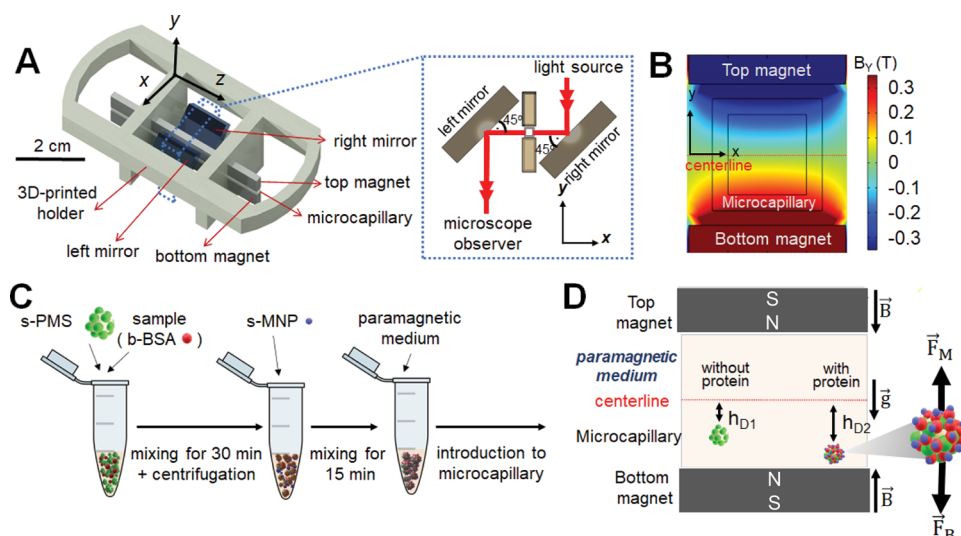 A
y
x
z
2 cm
3D-printed
holder
left mirror
bottom magnet
right mirror
top magnet
microcapillary
light source
left mirror
45º
45º
right mirror
microscope
observer
y
x
B
B_Y (T)
Top magnet
y
x
centerline
Microcapillary
Bottom magnet
0.3
0.2
0.1
0
-0.1
-0.2
-0.3
C
s-PMS
sample
( b-BSA )
s-MNP
paramagnetic
medium
mixing for 30 min
+ centrifugation
mixing for
15 min
introduction to
microcapillary
D
Top
magnet
S
N
B
paramagnetic
medium
without
protein
with
protein
centerline
g
h_D1
h_D2
Microcapillary
F_M
Bottom
magnet
N
S
B
F_B